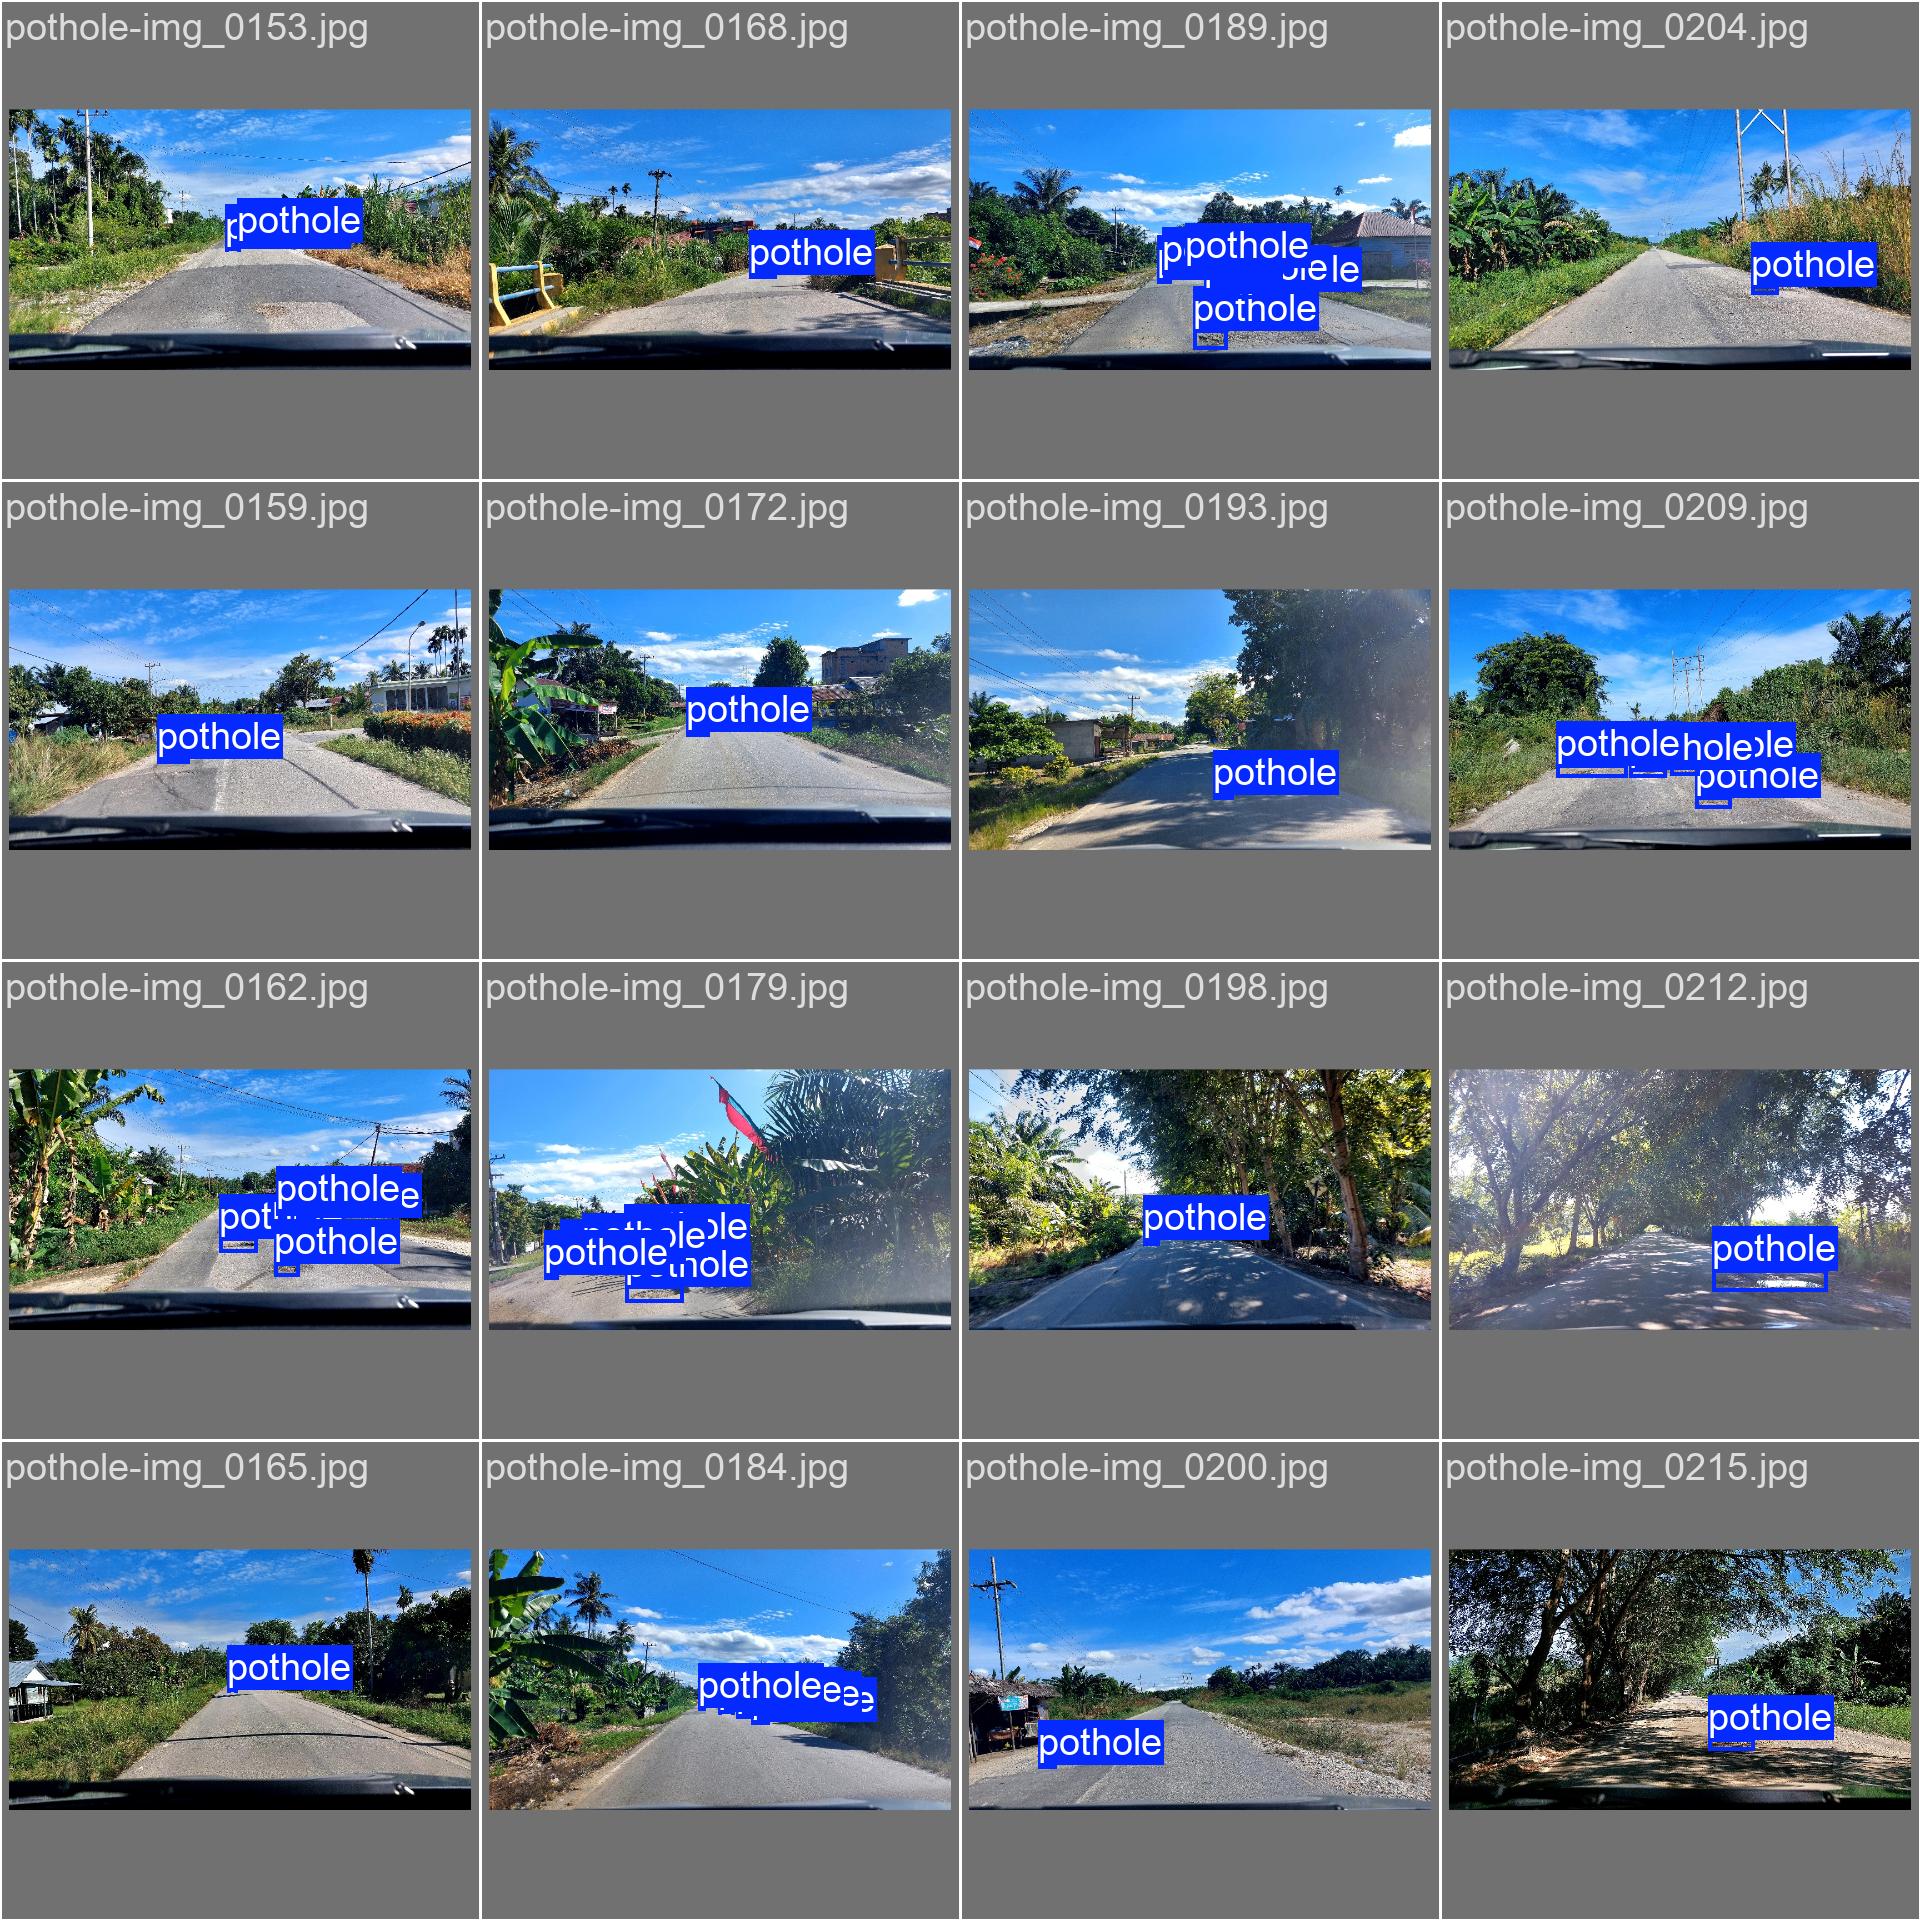 pothole-img_0153.jpg
pothole
pothole-img_0168.jpg
pothole
pothole-img_0189.jpg
pothole
pothole
pothole-img_0204.jpg
pothole
pothole-img_0159.jpg
pothole
pothole-img_0172.jpg
pothole
pothole-img_0193.jpg
pothole
pothole-img_0209.jpg
pothole
pothole
pothole-img_0162.jpg
pothole
pothole
pothole-img_0179.jpg
pothole
pothole-img_0198.jpg
pothole
pothole-img_0212.jpg
pothole
pothole-img_0165.jpg
pothole
pothole-img_0184.jpg
pothole
pothole-img_0200.jpg
pothole
pothole-img_0215.jpg
pothole